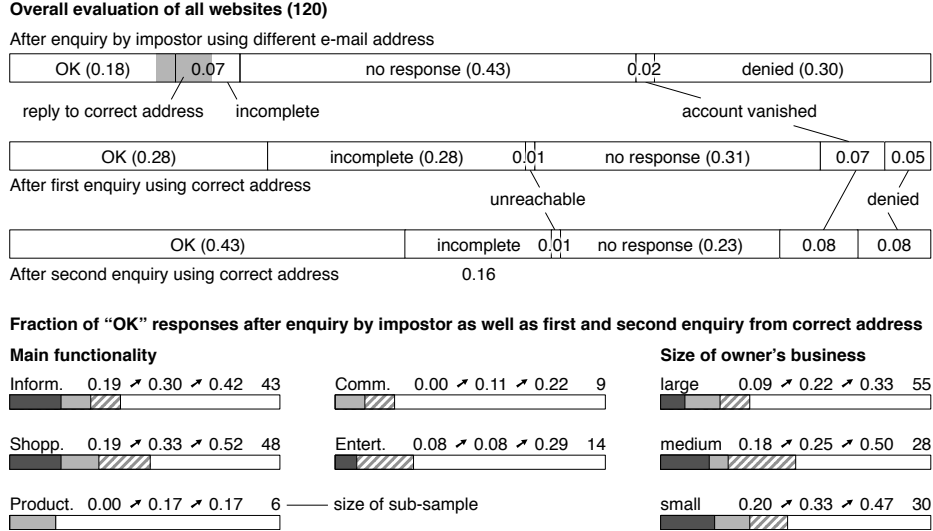 Overall evaluation of all websites (120)
After enquiry by impostor using different e-mail address
OK (0.18) 0.07 no response (0.43) 0.02 denied (0.30)
reply to correct address incomplete account vanished
OK (0.28) incomplete (0.28) 0.01 no response (0.31) 0.07 0.05
After first enquiry using correct address
unreachable denied
OK (0.43) incomplete 0.01 no response (0.23) 0.08 0.08
After second enquiry using correct address 0.16
Fraction of “OK” responses after enquiry by impostor as well as first and second enquiry from correct address
Main functionality Size of owner’s business
Inform. 0.19 ➚ 0.30 ➚ 0.42 43 Comm. 0.00 ➚ 0.11 ➚ 0.22 9 large 0.09 ➚ 0.22 ➚ 0.33 55
Shopp. 0.19 ➚ 0.33 ➚ 0.52 48 Entert. 0.08 ➚ 0.08 ➚ 0.29 14 medium 0.18 ➚ 0.25 ➚ 0.50 28
Product. 0.00 ➚ 0.17 ➚ 0.17 6 size of sub-sample small 0.20 ➚ 0.33 ➚ 0.47 30